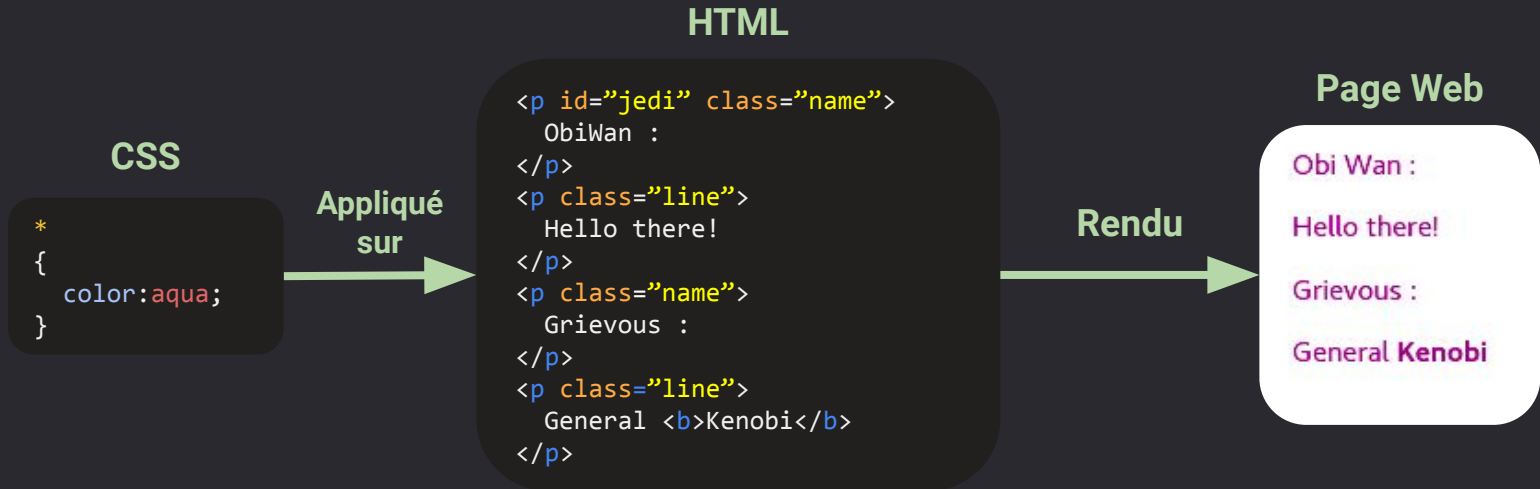 HTML
CSS
*
{
  color:aqua;
}
Appliqué
sur
<p id=”jedi” class=”name”>
  ObiWan :
</p>
<p class=”line”>
  Hello there!
</p>
<p class=”name”>
  Grievous :
</p>
<p class=”line”>
  General <b>Kenobi</b>
</p>
Rendu
Page Web
Obi Wan :
Hello there!
Grievous :
General Kenobi